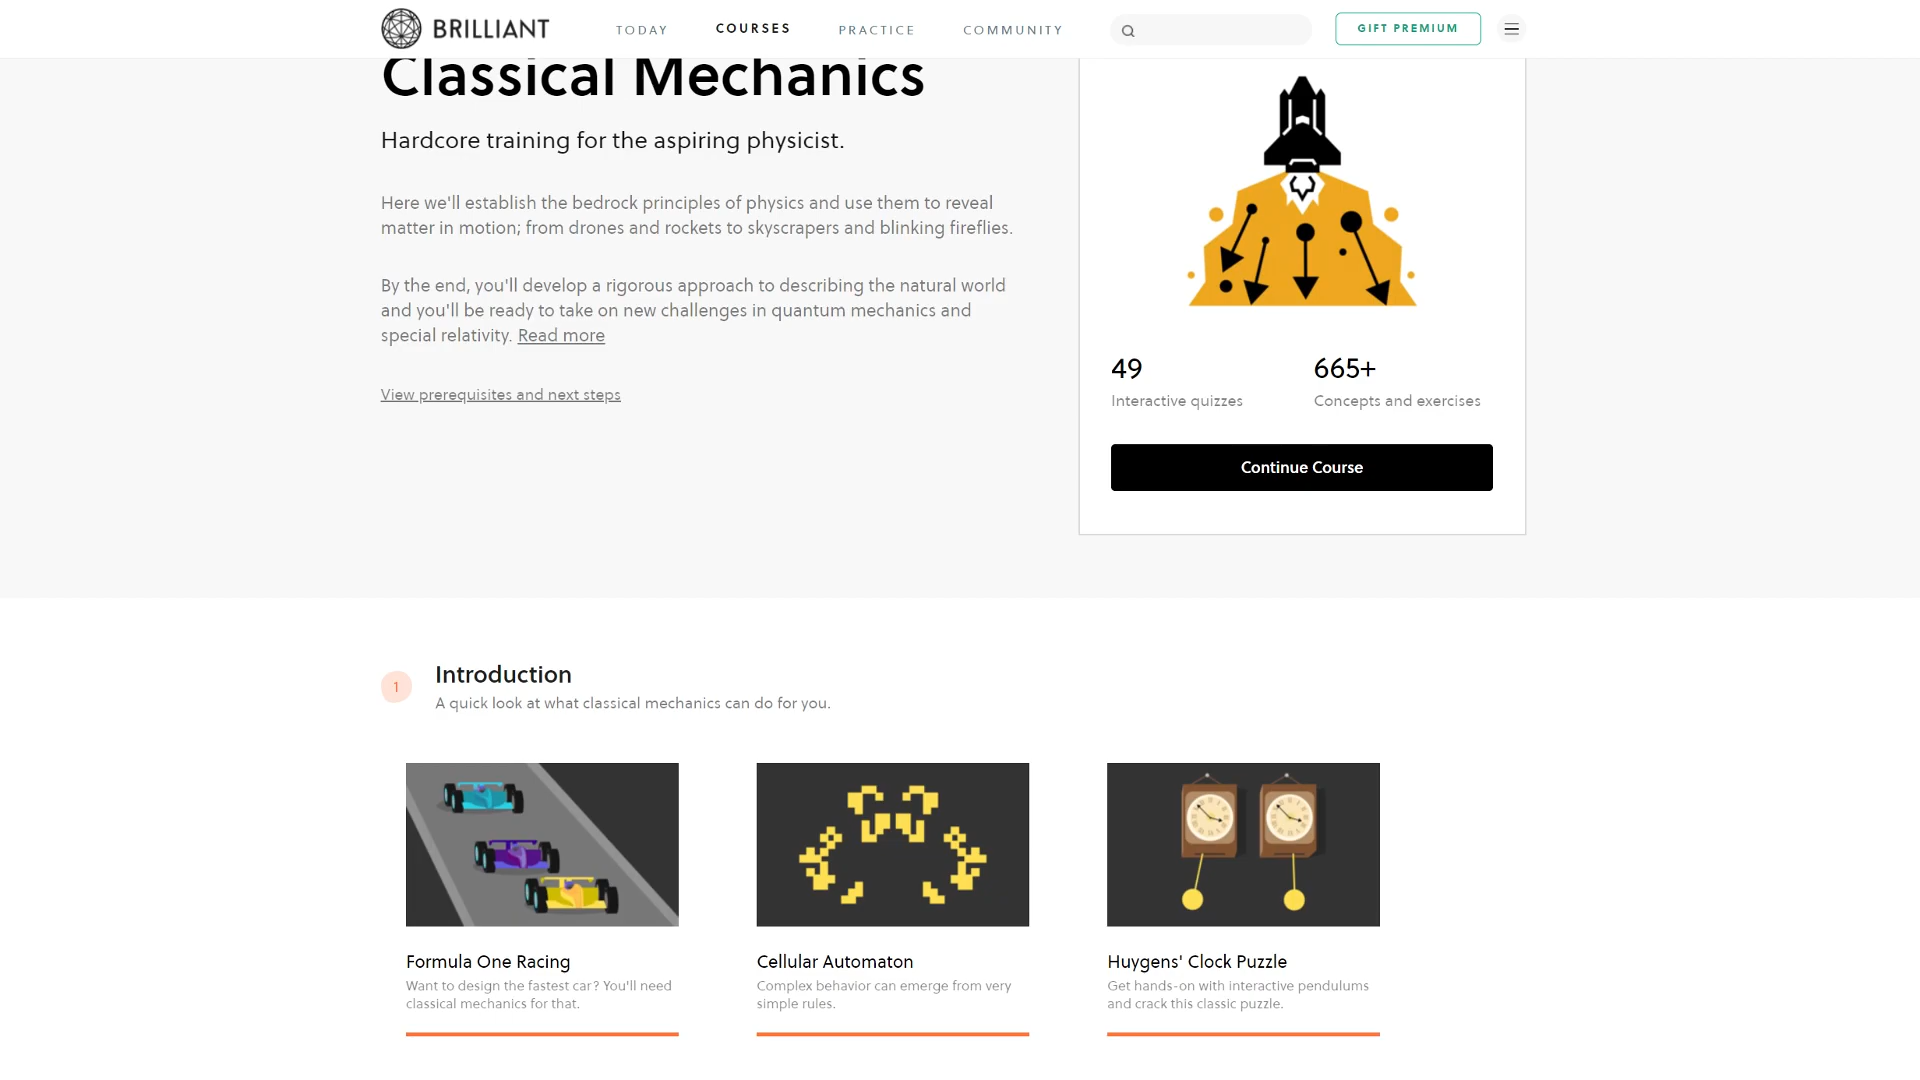 BRILLIANT
TODAY
COURSES
PRACTICE
COMMUNITY
GIFT PREMIUM
Classical Mechanics
Hardcore training for the aspiring physicist.
Here we'll establish the bedrock principles of physics and use them to reveal
matter in motion; from drones and rockets to skyscrapers and blinking fireflies.
By the end, you'll develop a rigorous approach to describing the natural world
and you'll be ready to take on new challenges in quantum mechanics and
special relativity. Read more
View prerequisites and next steps
49
Interactive quizzes
665+
Concepts and exercises
Continue Course
1
Introduction
A quick look at what classical mechanics can do for you.
Formula One Racing
Want to design the fastest car? You'll need
classical mechanics for that.
Cellular Automaton
Complex behavior can emerge from very
simple rules.
Huygens' Clock Puzzle
Get hands-on with interactive pendulums
and crack this classic puzzle.